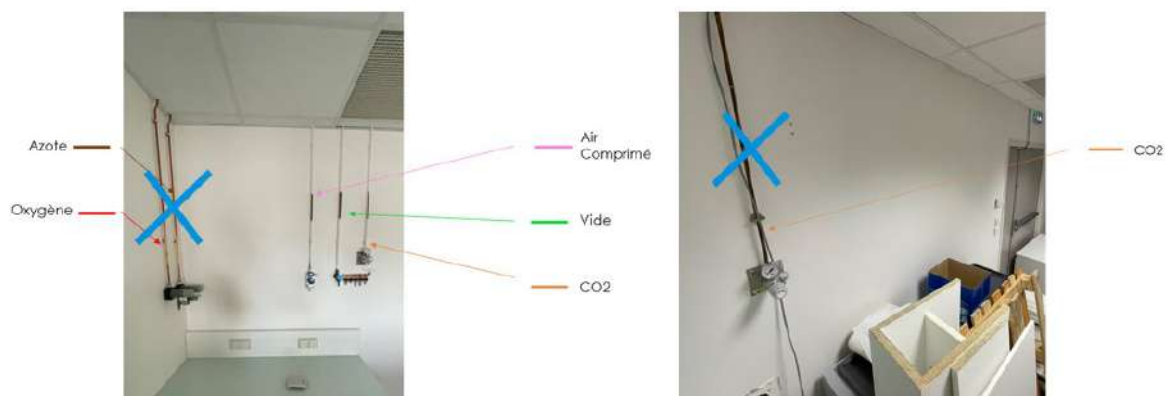 Azote
Oxygène
Air
Comprimé
Vide
CO2
CO2